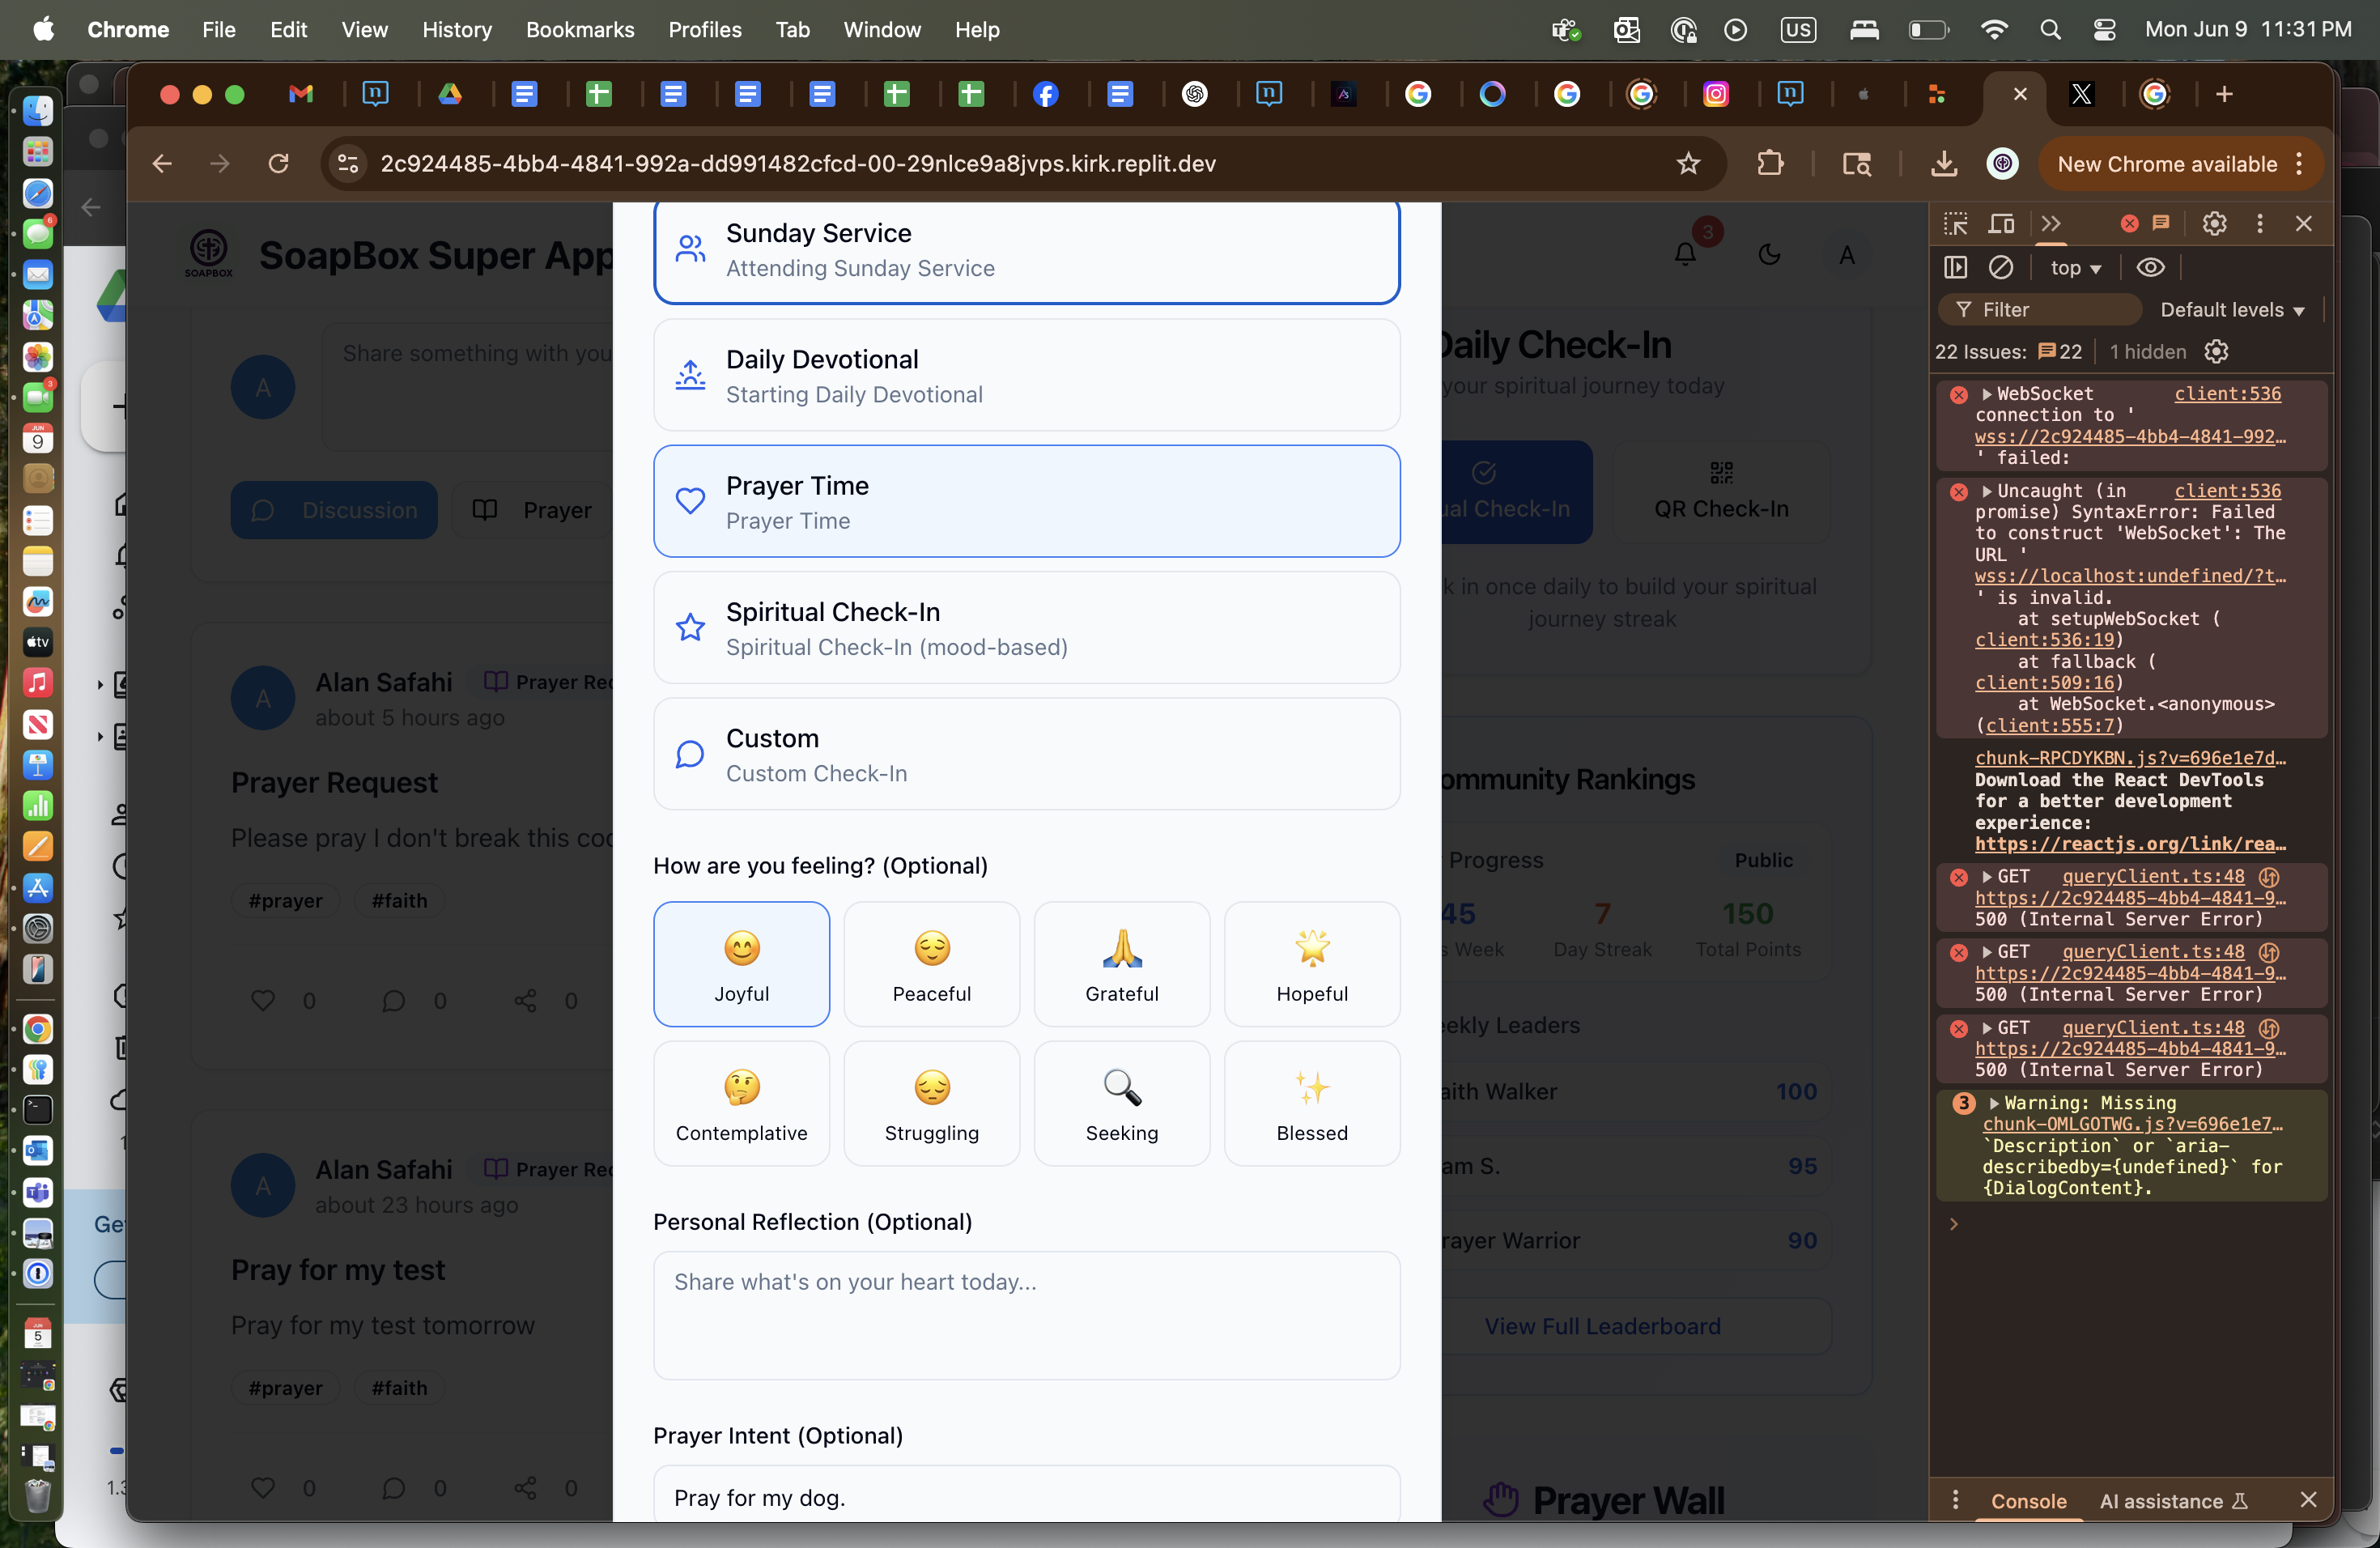 Chrome File Edit View History Bookmarks Profiles Tab Window Help
US
Mon Jun 9 11:31 PM
2c924485-4bb4-4841-992a-dd991482cfcd-00-29nlce9a8jvps.kirk.replit.dev
New Chrome available
SOAPBOX
SoapBox Super App
3
A
A
Share something with you
Discussion
Prayer
Alan Safahi
Prayer Rec
A
about 5 hours ago
Prayer Request
Please pray I don't break this coc
#prayer #faith
0 0 0
Alan Safahi
Prayer Rec
A
about 23 hours ago
Pray for my test
Pray for my test tomorrow
#prayer #faith
0 0 0
Sunday Service
Attending Sunday Service
Daily Devotional
Starting Daily Devotional
Prayer Time
Prayer Time
Spiritual Check-In
Spiritual Check-In (mood-based)
Custom
Custom Check-In
How are you feeling? (Optional)
Joyful Peaceful Grateful Hopeful
Contemplative Struggling Seeking Blessed
Personal Reflection (Optional)
Share what's on your heart today...
Prayer Intent (Optional)
Pray for my dog.
Daily Check-In
your spiritual journey today
ual Check-In
QR Check-In
k in once daily to build your spiritual
journey streak
ommunity Rankings
Progress
Public
45 7 150
s Week Day Streak Total Points
ekly Leaders
aith Walker 100
am S. 95
rayer Warrior 90
View Full Leaderboard
Prayer Wall
top
Filter
Default levels
22 Issues: 22 1 hidden
WebSocket client:536
connection to '
wss://2c924485-4bb4-4841-992…
' failed:
Uncaught (in client:536
promise) SyntaxError: Failed
to construct 'WebSocket': The
URL '
wss://localhost:undefined/?t…
' is invalid.
at setupWebSocket (
client:536:19)
at fallback (
client:509:16)
at WebSocket.<anonymous>
(client:555:7)
chunk-RPCDYKBN.js?v=696e1e7d…
Download the React DevTools
for a better development
experience:
https://reactjs.org/link/rea…
GET queryClient.ts:48
https://2c924485-4bb4-4841-9…
500 (Internal Server Error)
GET queryClient.ts:48
https://2c924485-4bb4-4841-9…
500 (Internal Server Error)
GET queryClient.ts:48
https://2c924485-4bb4-4841-9…
500 (Internal Server Error)
3 Warning: Missing
chunk-OMLGOTWG.js?v=696e1e7…
`Description` or `aria-
describedby={undefined}` for
{DialogContent}.
Console
AI assistance
6
3
JUN
9
tv
JUN
5
Get
1.3